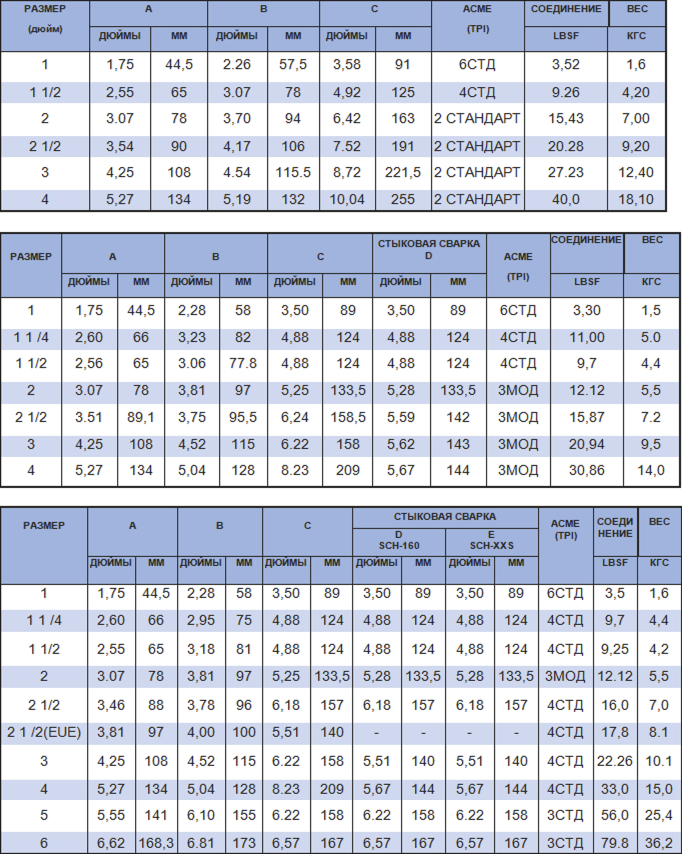 РАЗМЕР A B C АСМЕ СОЕДИНЕНИЕ ВЕС
(дюйм) ДЮЙМЫ ММ ДЮЙМЫ ММ ДЮЙМЫ ММ (TPI) LBSF КГС
1 1,75 44,5 2.26 57,5 3,58 91 6СТД 3,52 1,6
1 1/2 2,55 65 3.07 78 4,92 125 4СТД 9.26 4,20
2 3.07 78 3,70 94 6,42 163 2 СТАНДАРТ 15,43 7,00
2 1/2 3,54 90 4,17 106 7.52 191 2 СТАНДАРТ 20.28 9,20
3 4,25 108 4.54 115.5 8,72 221,5 2 СТАНДАРТ 27.23 12,40
4 5,27 134 5,19 132 10,04 255 2 СТАНДАРТ 40,0 18,10
РАЗМЕР A B C СТЫКОВАЯ СВАРКА D АСМЕ (TPI) СОЕДИНЕНИЕ ВЕС
ДЮЙМЫ ММ ДЮЙМЫ ММ ДЮЙМЫ ММ ДЮЙМЫ ММ LBSF КГС
1 1,75 44,5 2,28 58 3,50 89 3,50 89 6СТД 3,30 1,5
1 1 /4 2,60 66 3,23 82 4,88 124 4,88 124 4СТД 11,00 5.0
1 1/2 2,56 65 3.06 77.8 4,88 124 4,88 124 4СТД 9,7 4,4
2 3.07 78 3,81 97 5,25 133,5 5,28 133,5 3МОД 12.12 5,5
2 1/2 3.51 89,1 3,75 95,5 6,24 158,5 5,59 142 3МОД 15,87 7.2
3 4,25 108 4,52 115 6.22 158 5,62 143 3МОД 20,94 9,5
4 5,27 134 5,04 128 8.23 209 5,67 144 3МОД 30,86 14,0
РАЗМЕР A B C СТЫКОВАЯ СВАРКА АСМЕ (TPI) СОЕДИ НЕНИЕ ВЕС
D E
SCH-160 SCH-XXS
ДЮЙМЫ ММ ДЮЙМЫ ММ ДЮЙМЫ ММ ДЮЙМЫ ММ ДЮЙМЫ ММ LBSF КГС
1 1,75 44,5 2,28 58 3,50 89 3,50 89 3,50 89 6СТД 3,5 1,6
1 1 /4 2,60 66 2,95 75 4,88 124 4,88 124 4,88 124 4СТД 9,7 4,4
1 1/2 2,55 65 3,18 81 4,88 124 4,88 124 4,88 124 4СТД 9,25 4,2
2 3.07 78 3,81 97 5,25 133,5 5,28 133,5 5,28 133,5 3МОД 12.12 5,5
2 1/2 3,46 88 3,78 96 6,18 157 6,18 157 6,18 157 4СТД 16,0 7,0
2 1 /2(EUE) 3,81 97 4,00 100 5,51 140 - - - - 4СТД 17,8 8.1
3 4,25 108 4,52 115 6.22 158 5,51 140 5,51 140 4СТД 22.26 10.1
4 5,27 134 5,04 128 8.23 209 5,67 144 5,67 144 4СТД 33,0 15,0
5 5,55 141 6,10 155 6.22 158 6.22 158 6.22 158 3СТД 56,0 25,4
6 6,62 168,3 6.81 173 6,57 167 6,57 167 6,57 167 3СТД 79.8 36,2